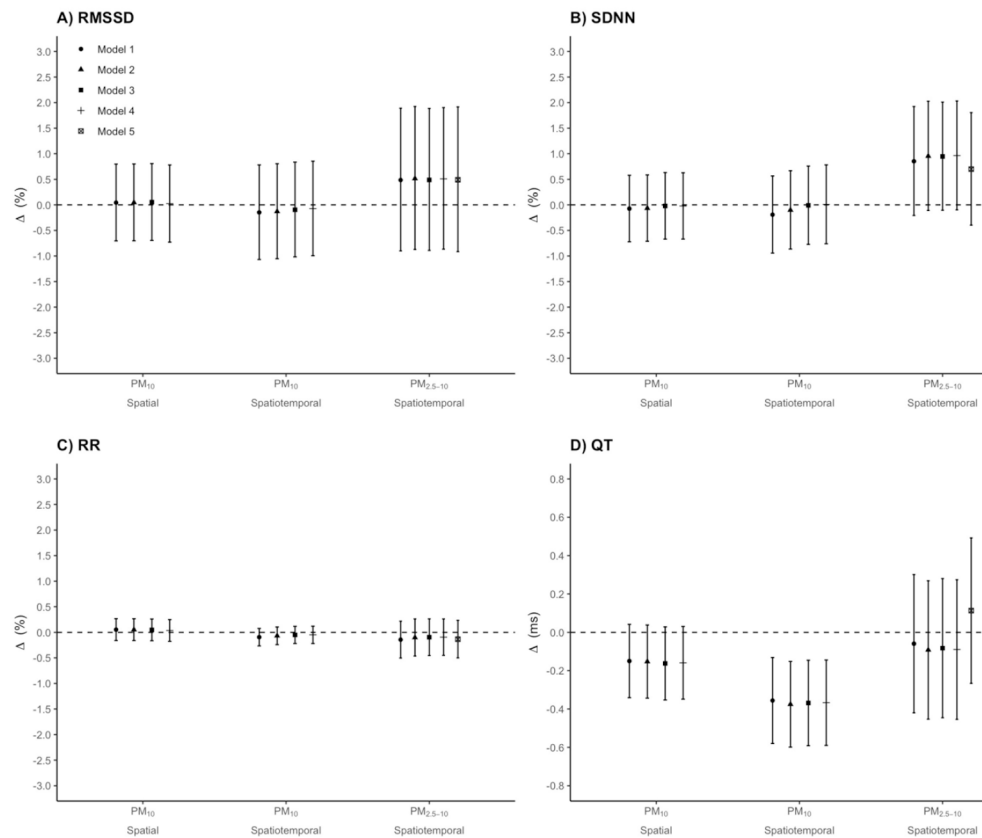 A) RMSSD
Δ (%)
3.0
2.5
2.0
1.5
1.0
0.5
0.0
-0.5
-1.0
-1.5
-2.0
-2.5
-3.0
Model 1
Model 2
Model 3
Model 4
Model 5
PM₁₀ PM₁₀ PM₂.₅₋₁₀
Spatial Spatiotemporal Spatiotemporal
B) SDNN
Δ (%)
3.0
2.5
2.0
1.5
1.0
0.5
0.0
-0.5
-1.0
-1.5
-2.0
-2.5
-3.0
PM₁₀ PM₁₀ PM₂.₅₋₁₀
Spatial Spatiotemporal Spatiotemporal
C) RR
Δ (%)
3.0
2.5
2.0
1.5
1.0
0.5
0.0
-0.5
-1.0
-1.5
-2.0
-2.5
-3.0
PM₁₀ PM₁₀ PM₂.₅₋₁₀
Spatial Spatiotemporal Spatiotemporal
D) QT
Δ (ms)
0.8
0.6
0.4
0.2
0.0
-0.2
-0.4
-0.6
-0.8
PM₁₀ PM₁₀ PM₂.₅₋₁₀
Spatial Spatiotemporal Spatiotemporal